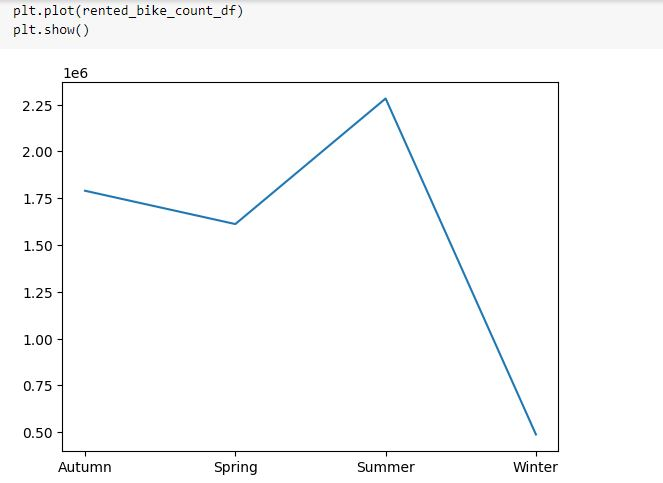 plt.plot(rented_bike_count_df)
plt.show()
1e6
2.25
2.00
1.75
1.50
1.25
1.00
0.75
0.50
Autumn Spring Summer Winter